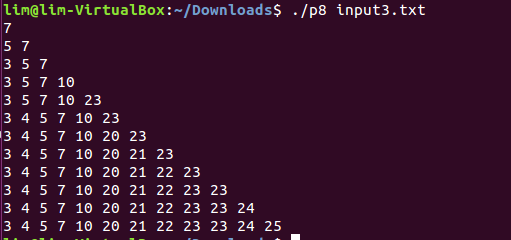 lim@lim-VirtualBox:~/Downloads$ ./p8 input3.txt
7
5 7
3 5 7
3 5 7 10
3 5 7 10 23
3 4 5 7 10 23
3 4 5 7 10 20 23
3 4 5 7 10 20 21 23
3 4 5 7 10 20 21 22 23
3 4 5 7 10 20 21 22 23 23
3 4 5 7 10 20 21 22 23 23 24
3 4 5 7 10 20 21 22 23 23 24 25
lim@lim-VirtualBox:~/Downloads$